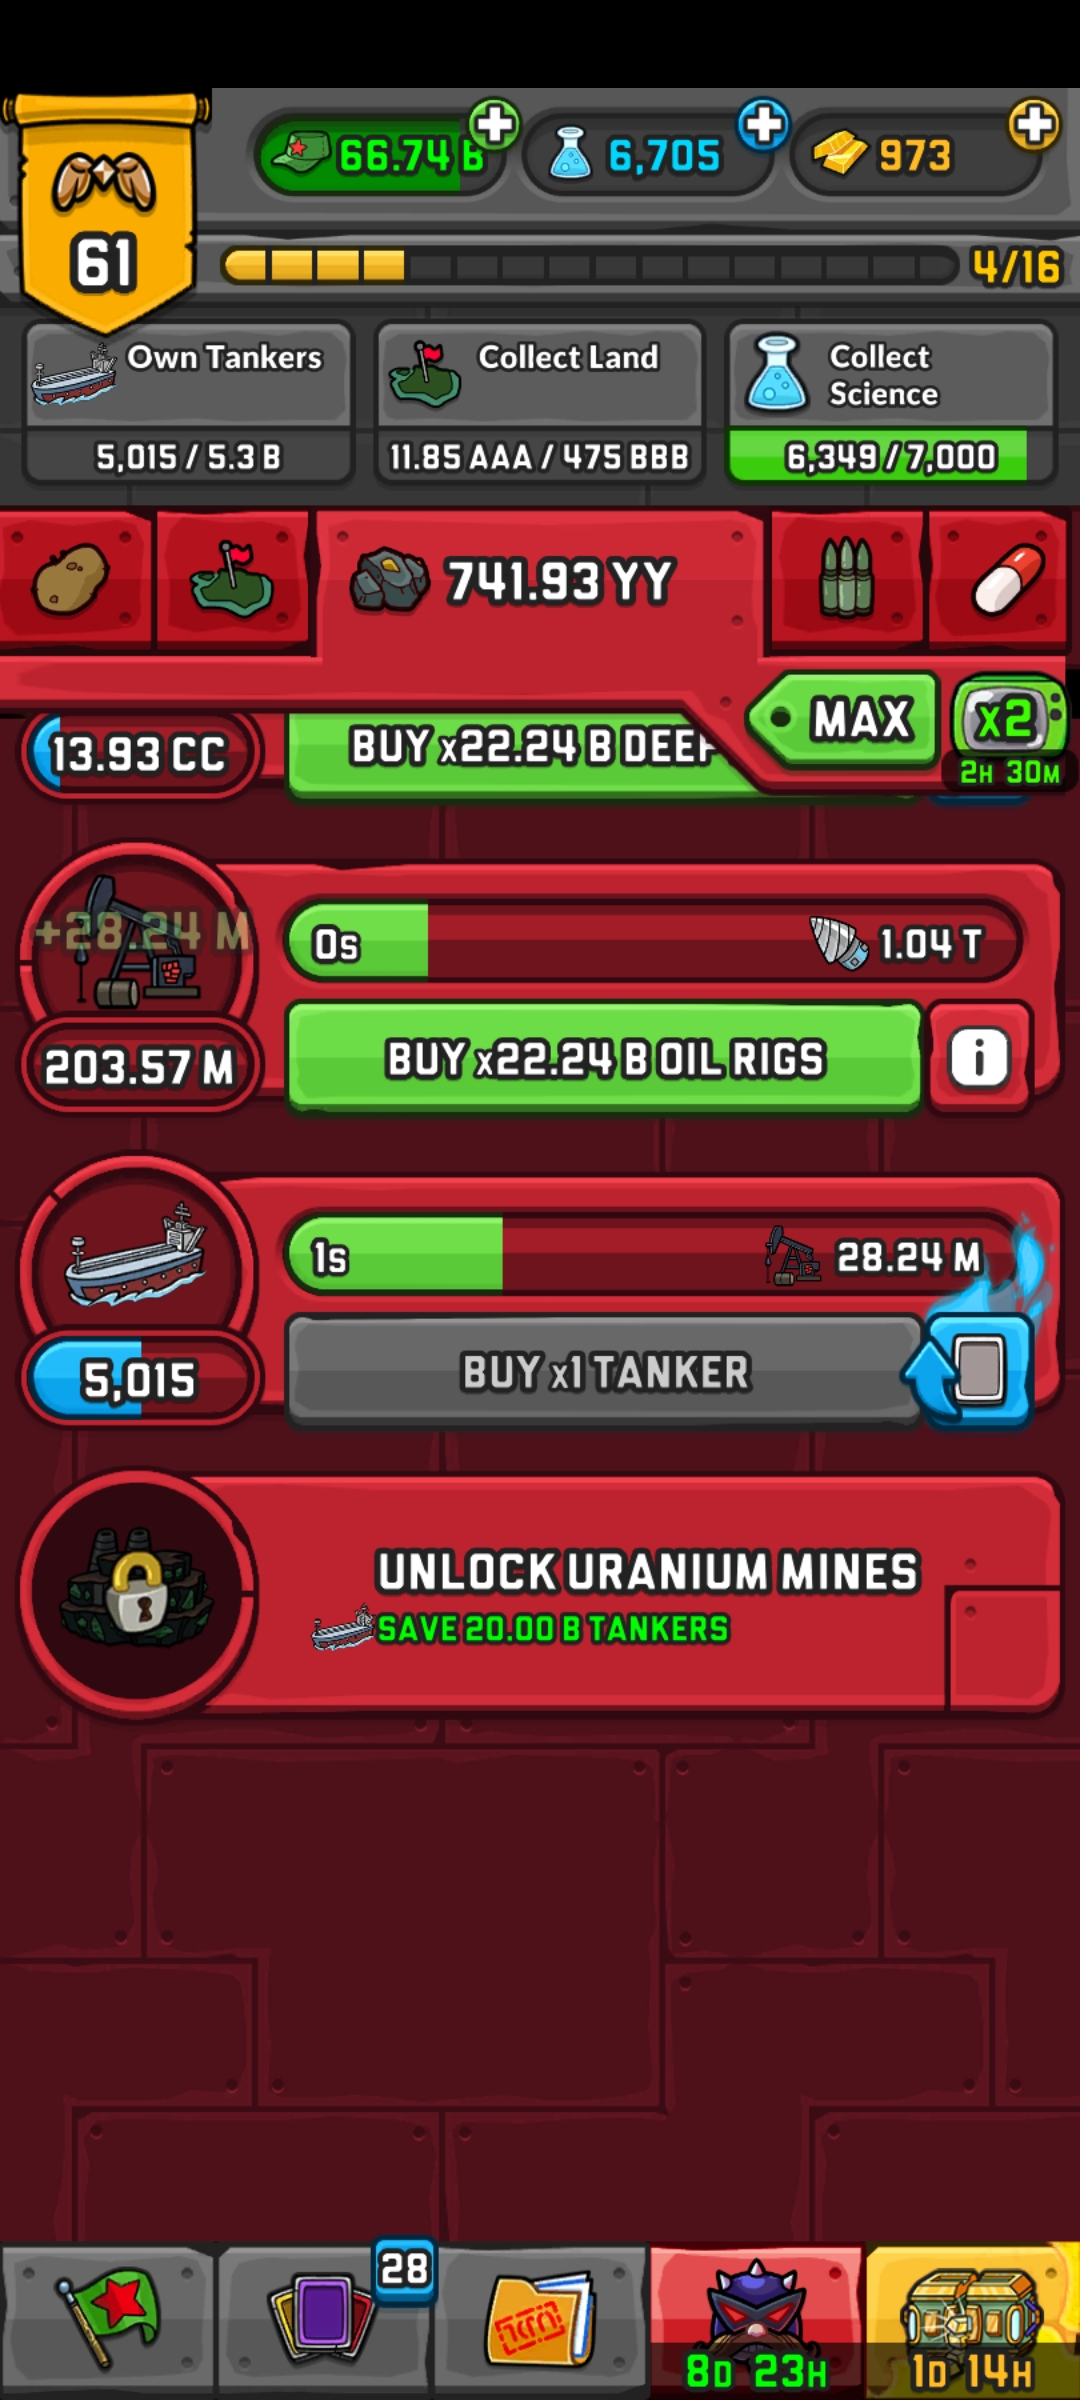 66.74 B
6,705
973
61
4/16
Own Tankers
5,015 / 5.3 B
Collect Land
11.85 AAA / 475 BBB
Collect
Science
6,349 / 7,000
741.93 YY
MAX
x2
2H 30M
13.93 CC
BUY x22.24 B DEEP
+28.24 M
0s
1.04 T
203.57 M
BUY x22.24 B OIL RIGS
i
1s
28.24 M
5,015
BUY x1 TANKER
UNLOCK URANIUM MINES
SAVE 20.00 B TANKERS
28
8D 23H
1D 14H